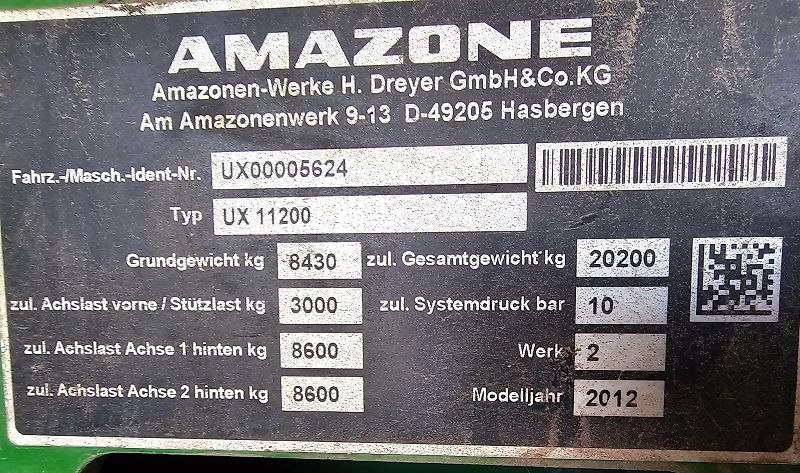 AMAZONE
Amazonen-Werke H. Dreyer GmbH&Co.KG
Am Amazonenwerk 9-13 D-49205 Hasbergen
Fahrz.-/Masch.-Ident-Nr. UX00005624
Typ UX 11200
Grundgewicht kg 8430 zul. Gesamtgewicht kg 20200
zul. Achslast vorne / Stützlast kg 3000 zul. Systemdruck bar 10
zul. Achslast Achse 1 hinten kg 8600 Werk 2
zul. Achslast Achse 2 hinten kg 8600 Modelljahr 2012